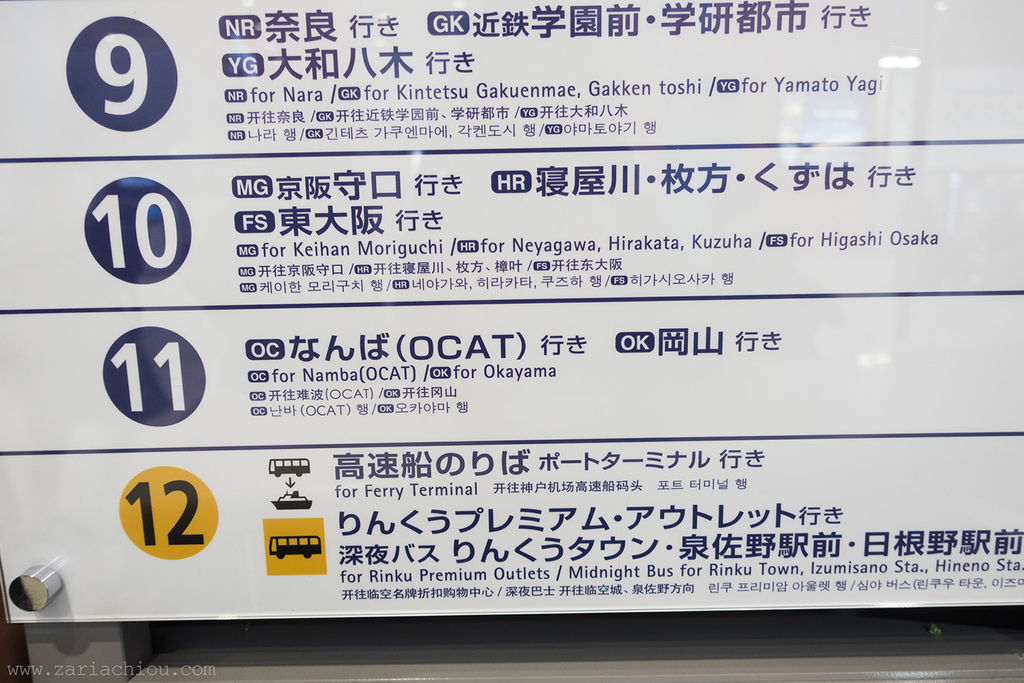 9
NR 奈良 行き GK 近鉄学園前・学研都市 行き
YG 大和八木 行き
NR for Nara / GK for Kintetsu Gakuenmae, Gakken toshi / YG for Yamato Yagi
NR 开往奈良 / GK 开往近鉄学园前、学研都市 / YG 开往大和八木
NR 나라 행 / GK 긴테츠 가쿠엔마에, 각켄도시 행 / YG 야마토야기 행
10
MG 京阪守口 行き HR 寝屋川・枚方・くずは 行き
FS 東大阪 行き
MG for Keihan Moriguchi / HR for Neyagawa, Hirakata, Kuzuha / FS for Higashi Osaka
MG 开往京阪守口 / HR 开往寝屋川、枚方、樟叶 / FS 开往东大阪
MG 케이한 모리구치 행 / HR 네야가와, 히라카타, 쿠즈하 행 / FS 히가시오사카 행
11
OC なんば(OCAT) 行き OK 岡山 行き
OC for Namba(OCAT) / OK for Okayama
OC 开往难波(OCAT) / OK 开往冈山
OC 난바 (OCAT) 행 / OK 오카야마 행
12
高速船のりば ポートターミナル 行き
for Ferry Terminal 开往神户机场高速船码头 포트 터미널 행
りんくうプレミアム・アウトレット行き
深夜バス りんくうタウン・泉佐野駅前・日根野駅前
for Rinku Premium Outlets / Midnight Bus for Rinku Town, Izumisano Sta., Hineno Sta.
开往临空名牌折扣购物中心 / 深夜巴士 开往临空城、泉佐野方向 린쿠 프리미암 아울렛 행 / 심야 버스(린쿠우 타운, 이즈미
www.zariachiou.com